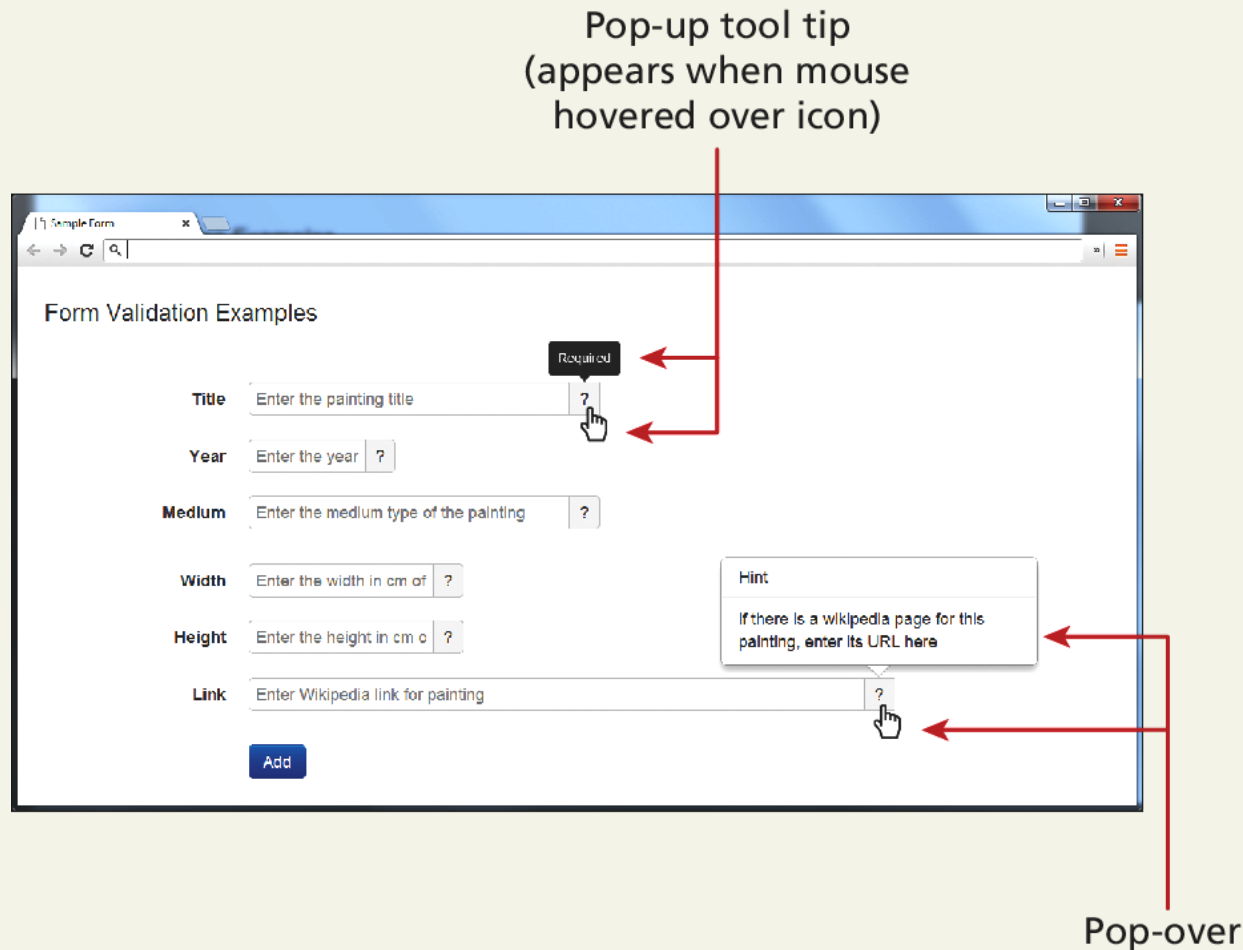 Pop-up tool tip
(appears when mouse
hovered over icon)
Sample Form
Form Validation Examples
Required
Title Enter the painting title ?
Year Enter the year ?
Medium Enter the medium type of the painting ?
Width Enter the width in cm of ?
Hint
If there is a wikipedia page for this
painting, enter its URL here
Height Enter the height in cm o ?
Link Enter Wikipedia link for painting ?
Add
Pop-over